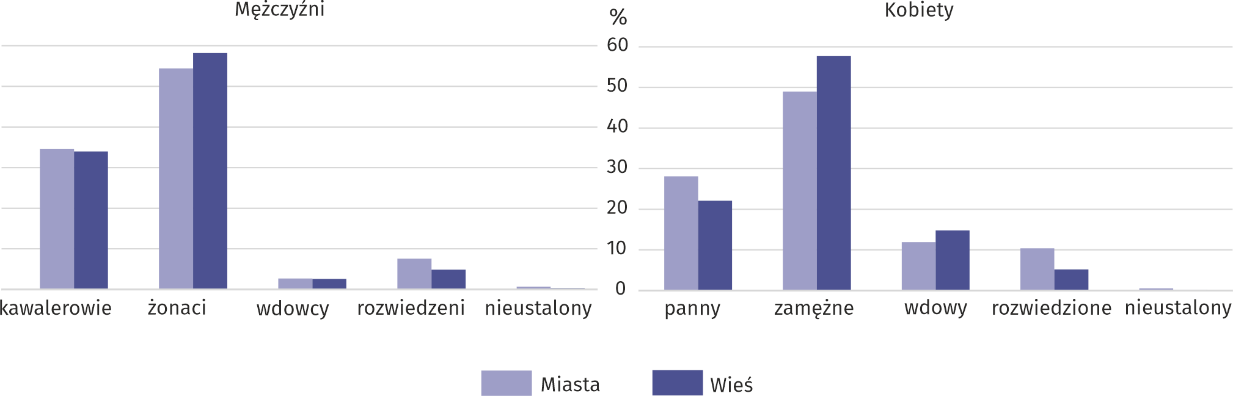 Mężczyźni
kawalerowie żonaci wdowcy rozwiedzeni nieustalony
%
60
50
40
30
20
10
0
Kobiety
panny zamężne wdowy rozwiedzione nieustalony
Miasta Wieś